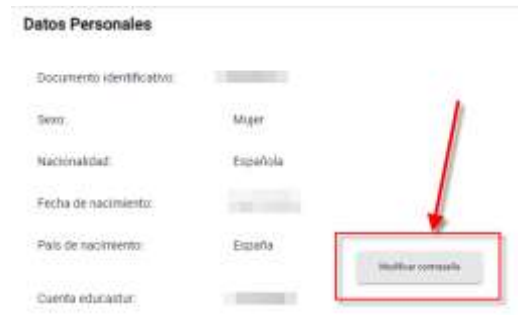 Datos Personales
Documento identificativo:
Sexo: Mujer
Nacionalidad: Española
Fecha de nacimiento:
País de nacimiento: España
Modificar contraseña
Cuenta educastur: